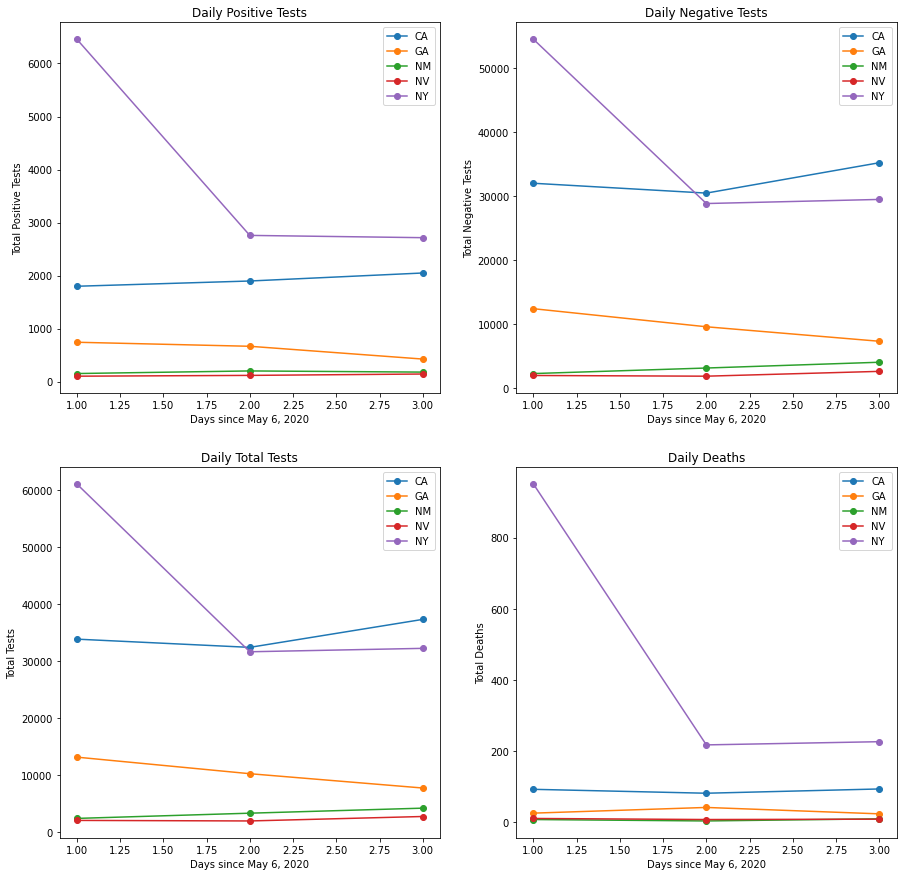 Daily Positive Tests
Total Positive Tests
6000
5000
4000
3000
2000
1000
0
1.00 1.25 1.50 1.75 2.00 2.25 2.50 2.75 3.00
Days since May 6, 2020
CA
GA
NM
NV
NY
Daily Negative Tests
Total Negative Tests
50000
40000
30000
20000
10000
0
1.00 1.25 1.50 1.75 2.00 2.25 2.50 2.75 3.00
Days since May 6, 2020
CA
GA
NM
NV
NY
Daily Total Tests
Total Tests
60000
50000
40000
30000
20000
10000
0
1.00 1.25 1.50 1.75 2.00 2.25 2.50 2.75 3.00
Days since May 6, 2020
CA
GA
NM
NV
NY
Daily Deaths
Total Deaths
800
600
400
200
0
1.00 1.25 1.50 1.75 2.00 2.25 2.50 2.75 3.00
Days since May 6, 2020
CA
GA
NM
NV
NY